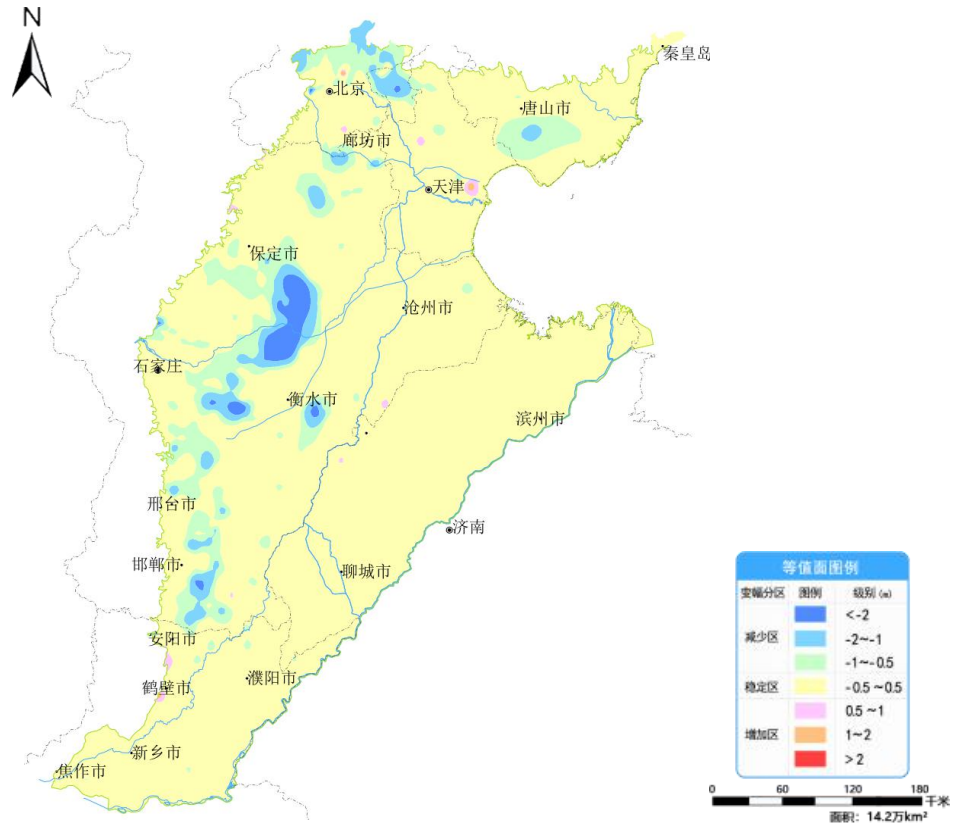 N
秦皇岛
北京
唐山市
廊坊市
天津
保定市
沧州市
石家庄
衡水市
滨州市
邢台市
济南
邯郸市
聊城市
安阳市
鹤壁市
濮阳市
新乡市
焦作市
等值面图例
变幅分区 图例 级别 (m)
<-2
减少区 -2~-1
-1~-0.5
稳定区 -0.5~0.5
0.5~1
增加区 1~2
>2
0 60 120 180
千米
面积：14.2万km²